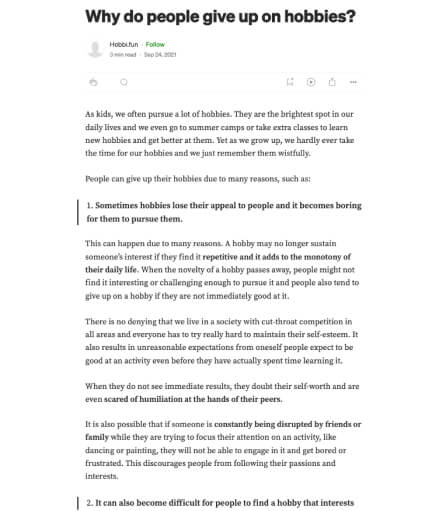 Why do people give up on hobbies?
Hobbi.fun · Follow
3 min read · Sep 24, 2021
As kids, we often pursue a lot of hobbies. They are the brightest spot in our
daily lives and we even go to summer camps or take extra classes to learn
new hobbies and get better at them. Yet as we grow up, we hardly ever take
the time for our hobbies and we just remember them wistfully.
People can give up their hobbies due to many reasons, such as:
1. Sometimes hobbies lose their appeal to people and it becomes boring
for them to pursue them.
This can happen due to many reasons. A hobby may no longer sustain
someone's interest if they find it repetitive and it adds to the monotony of
their daily life. When the novelty of a hobby passes away, people might not
find it interesting or challenging enough to pursue it and people also tend to
give up on a hobby if they are not immediately good at it.
There is no denying that we live in a society with cut-throat competition in
all areas and everyone has to try really hard to maintain their self-esteem. It
also results in unreasonable expectations from oneself people expect to be
good at an activity even before they have actually spent time learning it.
When they do not see immediate results, they doubt their self-worth and are
even scared of humiliation at the hands of their peers.
It is also possible that if someone is constantly being disrupted by friends or
family while they are trying to focus their attention on an activity, like
dancing or painting, they will not be able to engage in it and get bored or
frustrated. This discourages people from following their passions and
interests.
2. It can also become difficult for people to find a hobby that interests